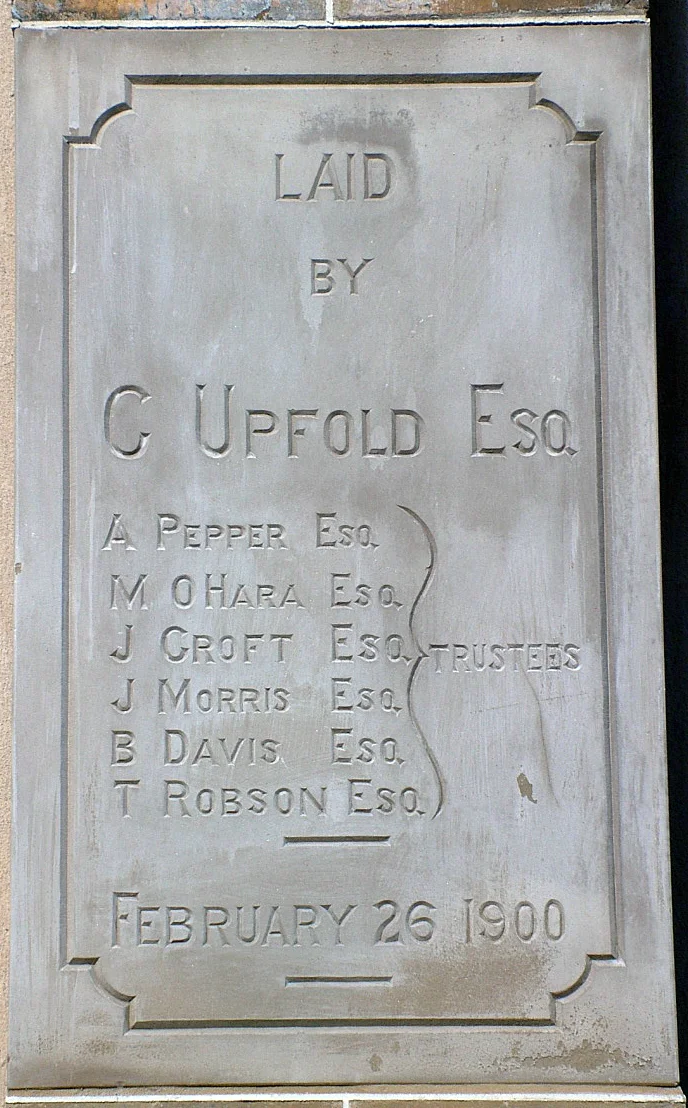 LAID
BY
C UPFOLD ESQ.
A PEPPER ESQ.
M OHARA ESQ.
J CROFT ESQ. TRUSTEES
J MORRIS ESQ.
B DAVIS. ESQ.
T ROBSON ESQ.
FEBRUARY 26 1900